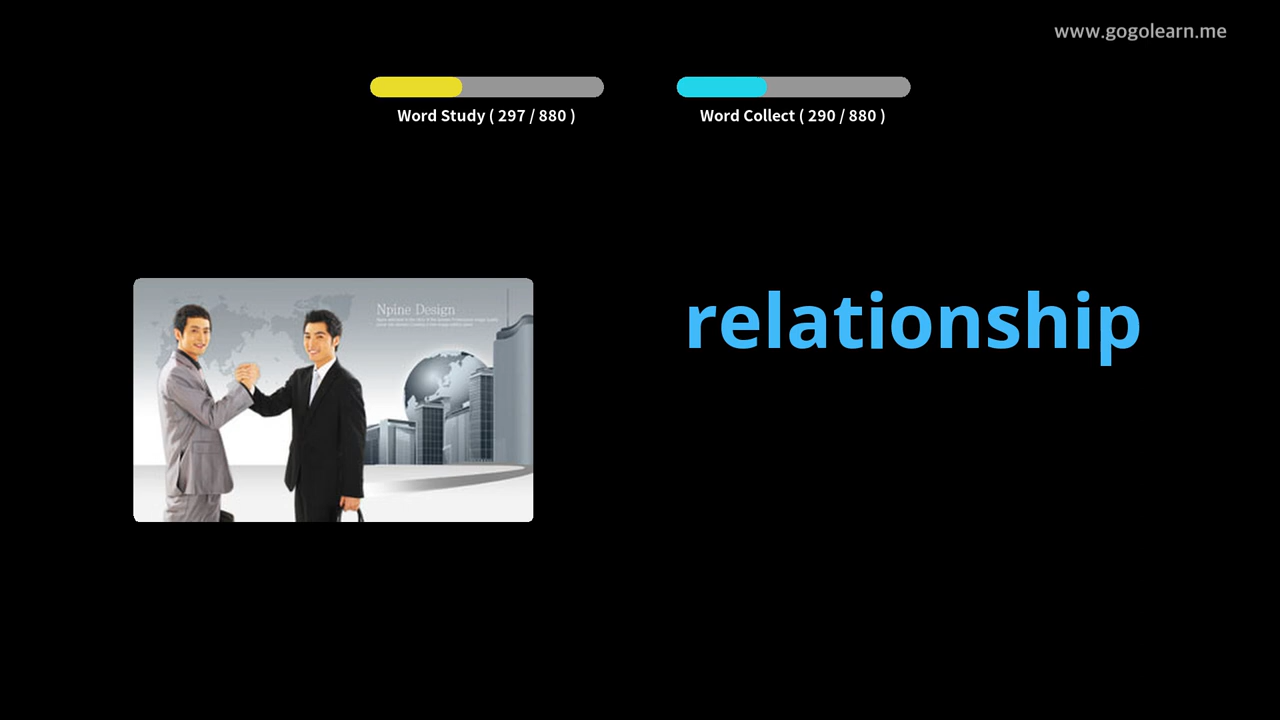 www.gogolearn.me
Word Study ( 297 / 880 )
Word Collect ( 290 / 880 )
Npine Design
relationship